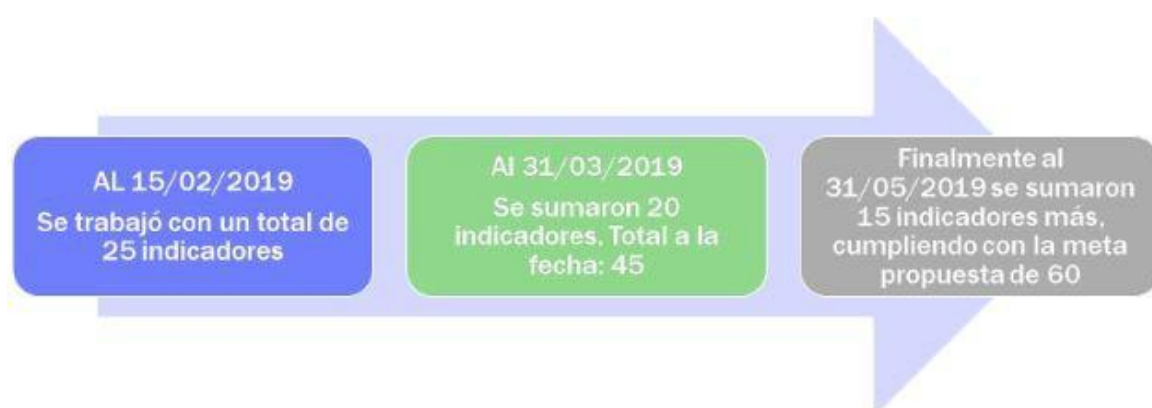 AL 15/02/2019
Se trabajó con un total de
25 indicadores
Al 31/03/2019
Se sumaron 20
indicadores. Total a la
fecha: 45
Finalmente al
31/05/2019 se sumaron
15 indicadores más,
cumpliendo con la meta
propuesta de 60